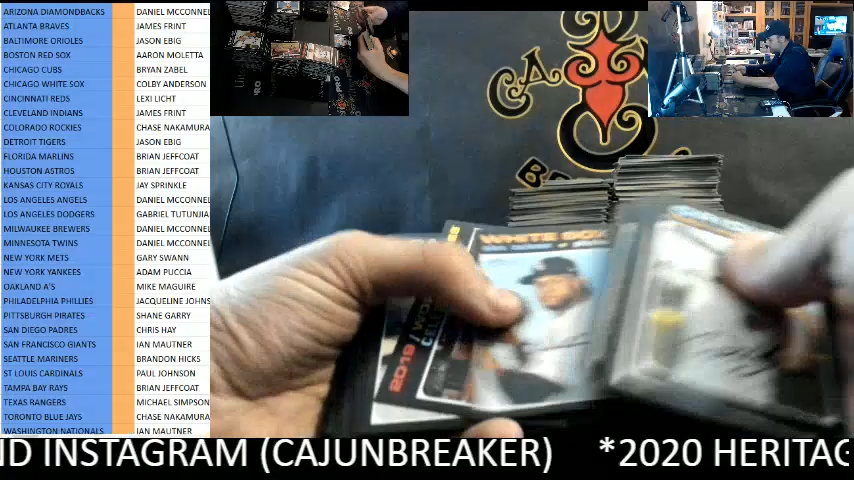 ARIZONA DIAMONDBACKS DANIEL MCCONNEL
ATLANTA BRAVES JAMES FRINT
BALTIMORE ORIOLES JASON EBIG
BOSTON RED SOX AARON MOLETTA
CHICAGO CUBS BRYAN ZABEL
CHICAGO WHITE SOX COLBY ANDERSON
CINCINNATI REDS LEXI LICHT
CLEVELAND INDIANS JAMES FRINT
COLORADO ROCKIES CHASE NAKAMURA
DETROIT TIGERS JASON EBIG
FLORIDA MARLINS BRIAN JEFFCOAT
HOUSTON ASTROS BRIAN JEFFCOAT
KANSAS CITY ROYALS JAY SPRINKLE
LOS ANGELES ANGELS DANIEL MCCONNEL
LOS ANGELES DODGERS GABRIEL TUTUNJIA
MILWAUKEE BREWERS DANIEL MCCONNEL
MINNESOTA TWINS DANIEL MCCONNEL
NEW YORK METS GARY SWANN
NEW YORK YANKEES ADAM PUCCIA
OAKLAND A'S MIKE MAGUIRE
PHILADELPHIA PHILLIES JACQUELINE JOHNS
PITTSBURGH PIRATES SHANE GARRY
SAN DIEGO PADRES CHRIS HAY
SAN FRANCISCO GIANTS IAN MAUTNER
SEATTLE MARINERS BRANDON HICKS
ST LOUIS CARDINALS PAUL JOHNSON
TAMPA BAY RAYS BRIAN JEFFCOAT
TEXAS RANGERS MICHAEL SIMPSON
TORONTO BLUE JAYS CHASE NAKAMURA
WASHINGTON NATIONALS IAN MAUTNER
CA
WHITE SO
2019 / WO
ND INSTAGRAM (CAJUNBREAKER) *2020 HERITAG